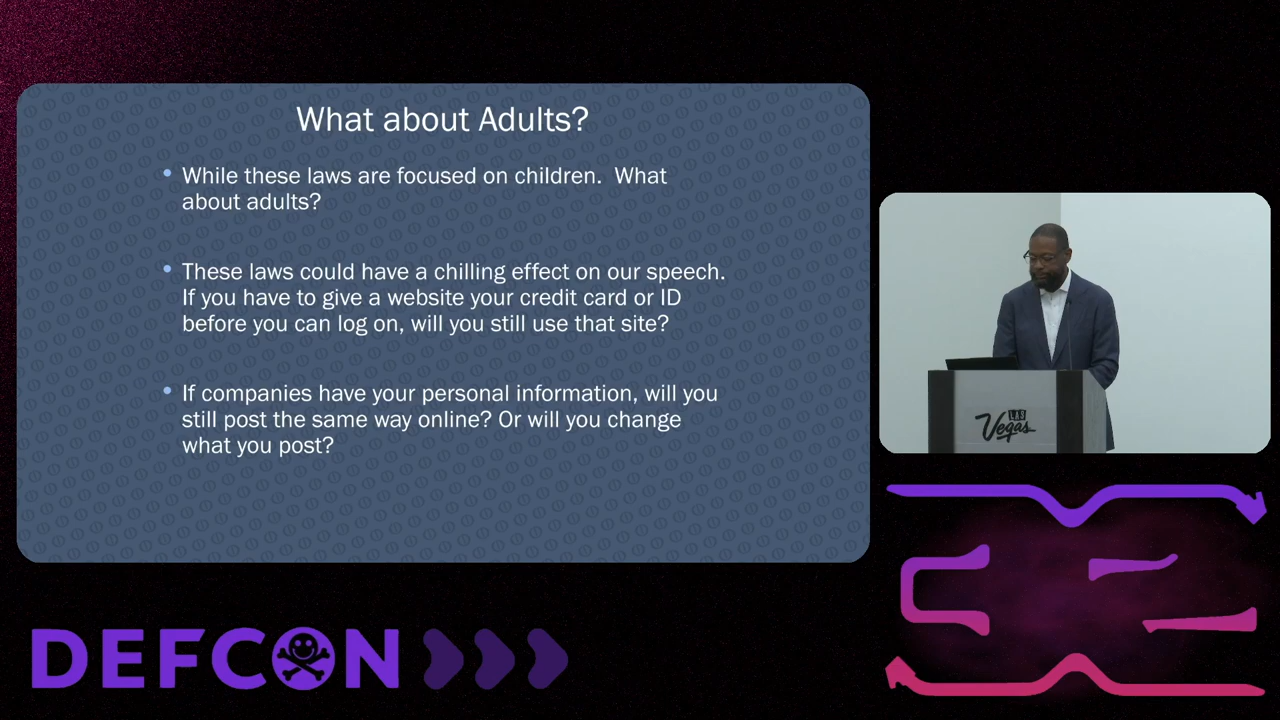 What about Adults?
While these laws are focused on children.  What
about adults?
These laws could have a chilling effect on our speech.
If you have to give a website your credit card or ID
before you can log on, will you still use that site?
If companies have your personal information, will you
still post the same way online? Or will you change
what you post?
LAS
Vegas
DEFCON